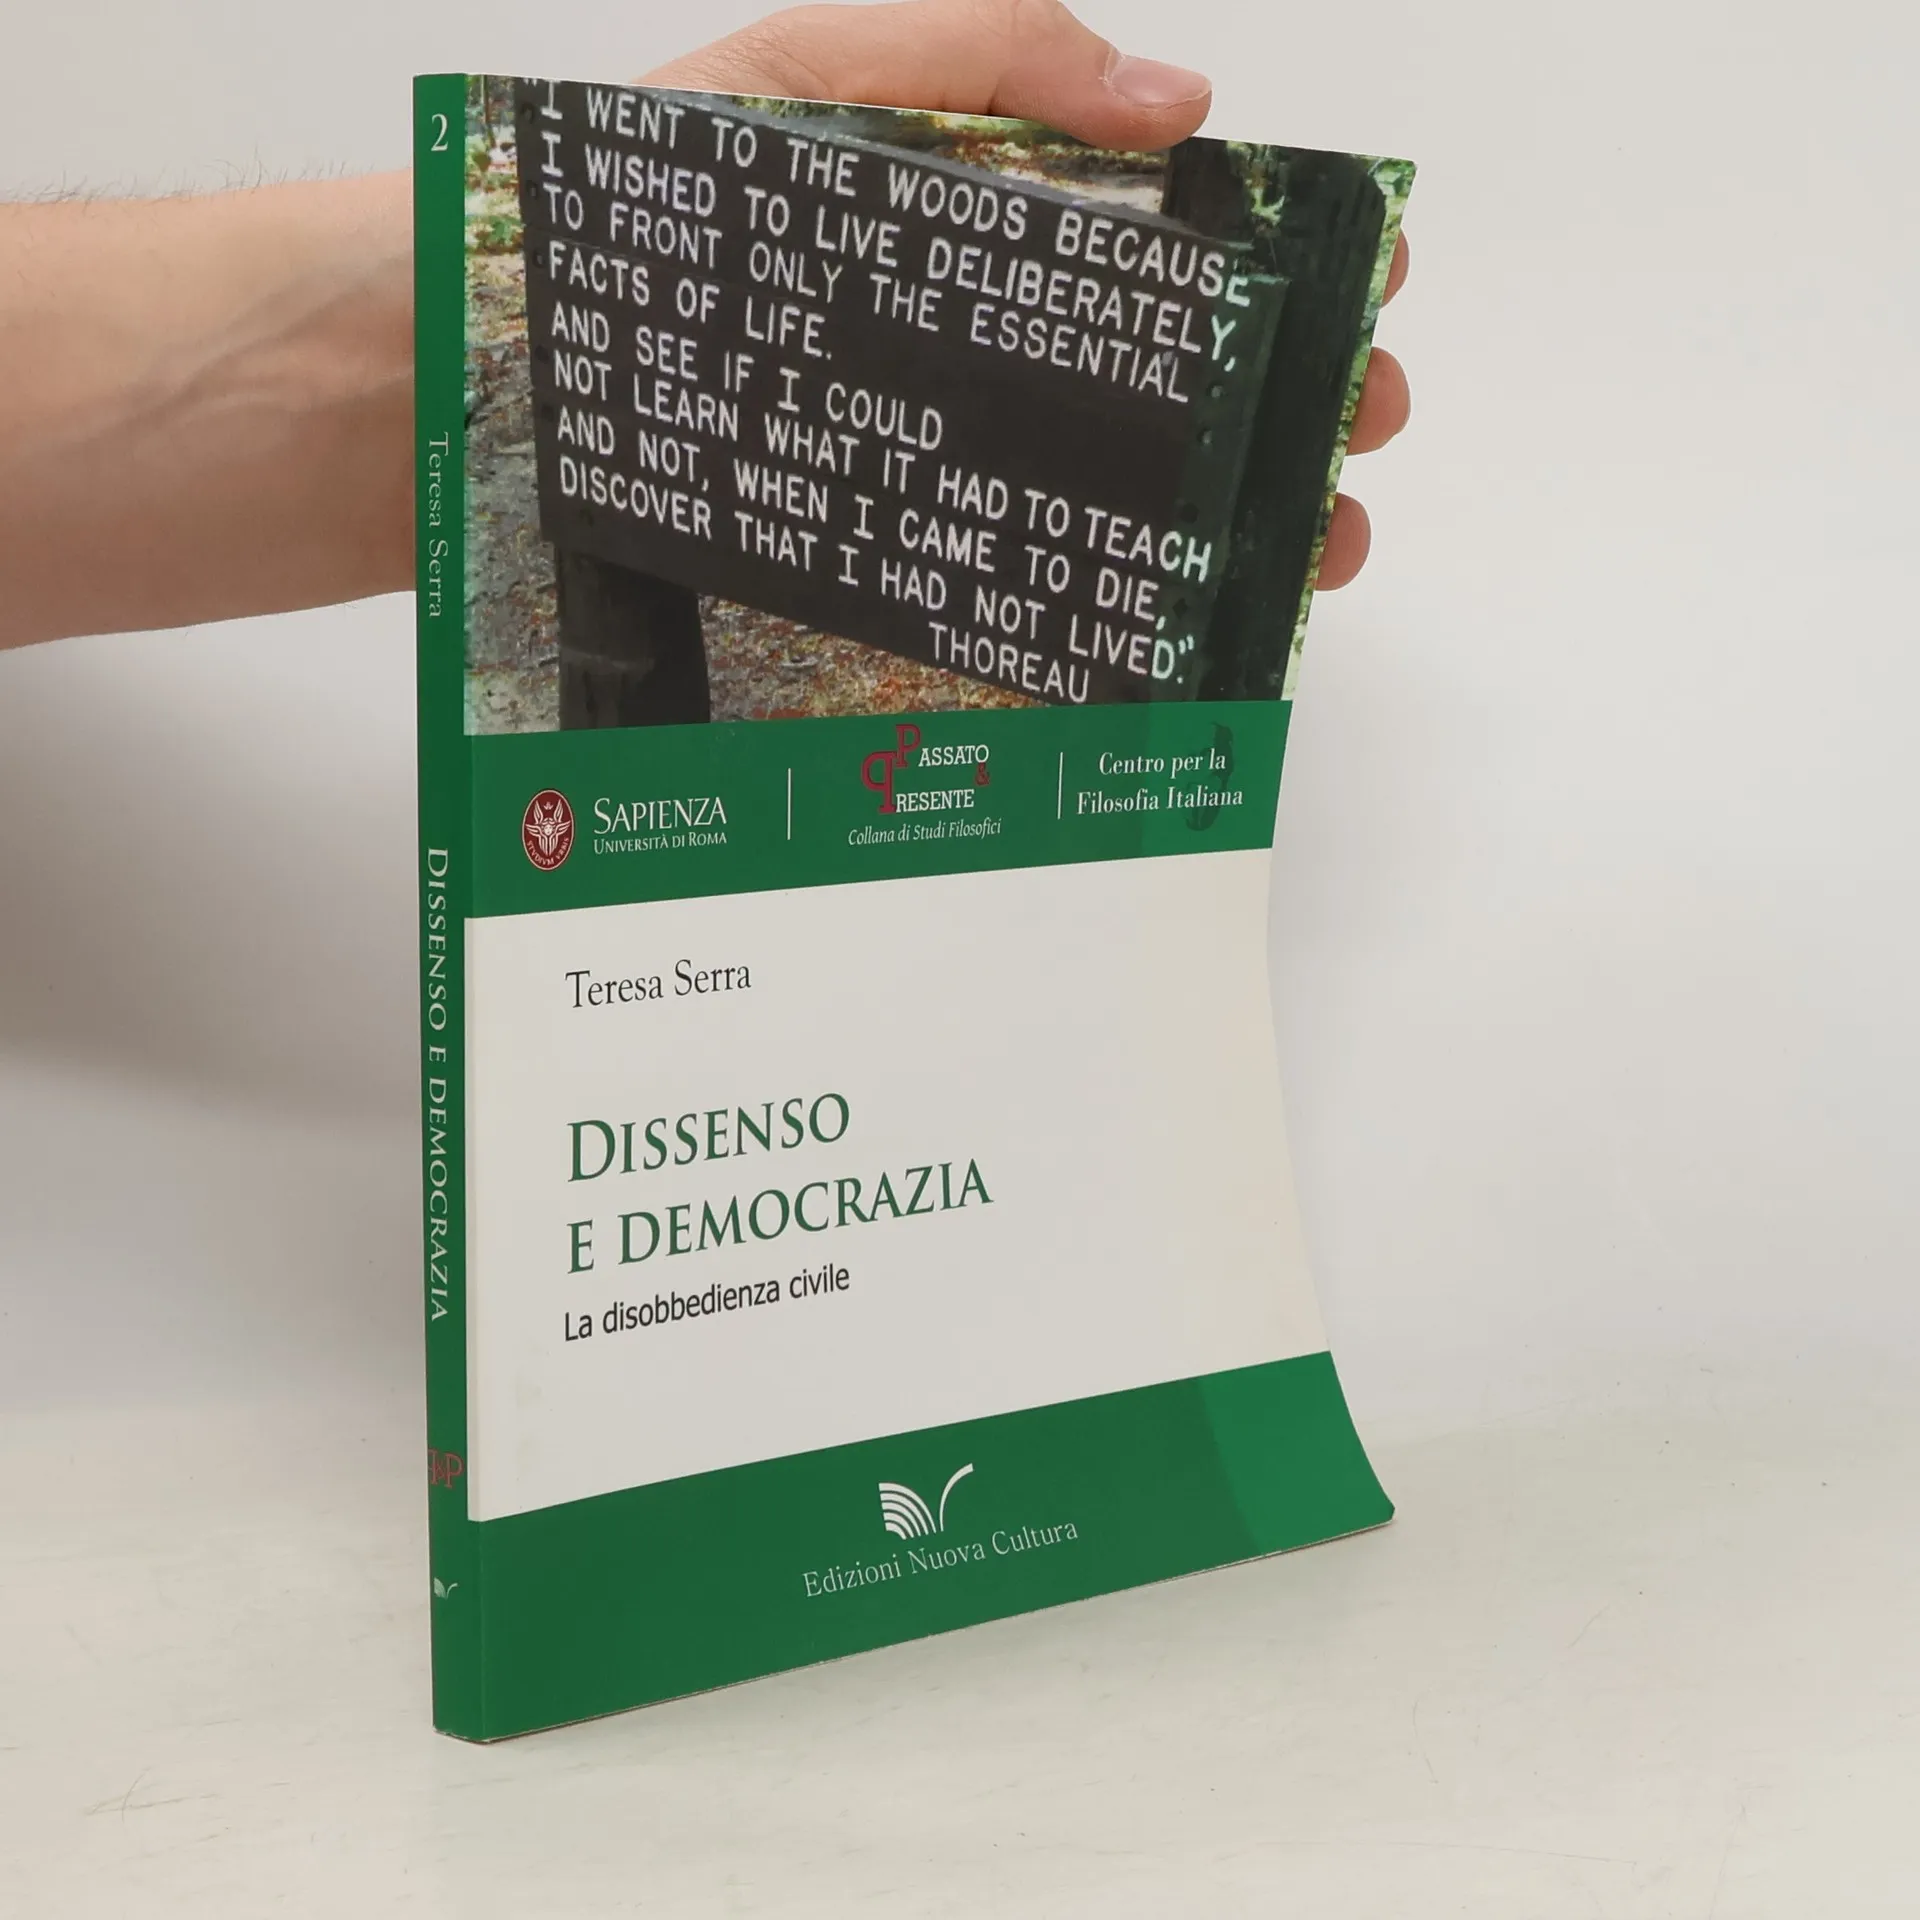 2
Teresa Serra
DISSENSO E DEMOCRAZIA
P&P
"I WENT TO THE WOODS BECAUSE
I WISHED TO LIVE DELIBERATELY,
TO FRONT ONLY THE ESSENTIAL
FACTS OF LIFE.
AND SEE IF I COULD
NOT LEARN WHAT IT HAD TO TEACH
AND NOT, WHEN I CAME TO DIE,
DISCOVER THAT I HAD NOT LIVED."
THOREAU
SAPIENZA
UNIVERSITÀ DI ROMA
STVDIVM VRBIS
PASSATO
&
PRESENTE
Collana di Studi Filosofici
Centro per la
Filosofia Italiana
Teresa Serra
DISSENSO
E DEMOCRAZIA
La disobbedienza civile
Edizioni Nuova Cultura